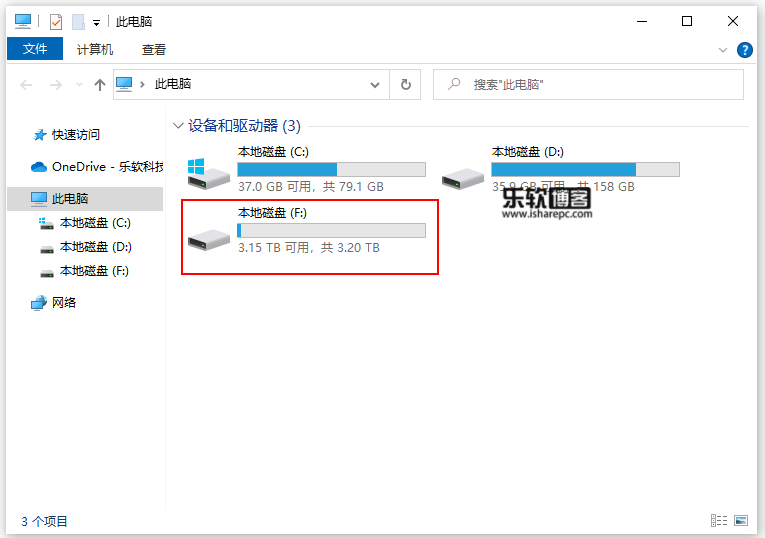 此电脑
文件 计算机 查看
此电脑
搜索"此电脑"
快速访问
OneDrive - 乐软科技
此电脑
本地磁盘 (C:)
本地磁盘 (D:)
本地磁盘 (F:)
网络
设备和驱动器 (3)
本地磁盘 (C:)
37.0 GB 可用，共 79.1 GB
本地磁盘 (D:)
35.9 GB 可用，共 158 GB
乐软博客
www.isharepc.com
本地磁盘 (F:)
3.15 TB 可用，共 3.20 TB
3 个项目